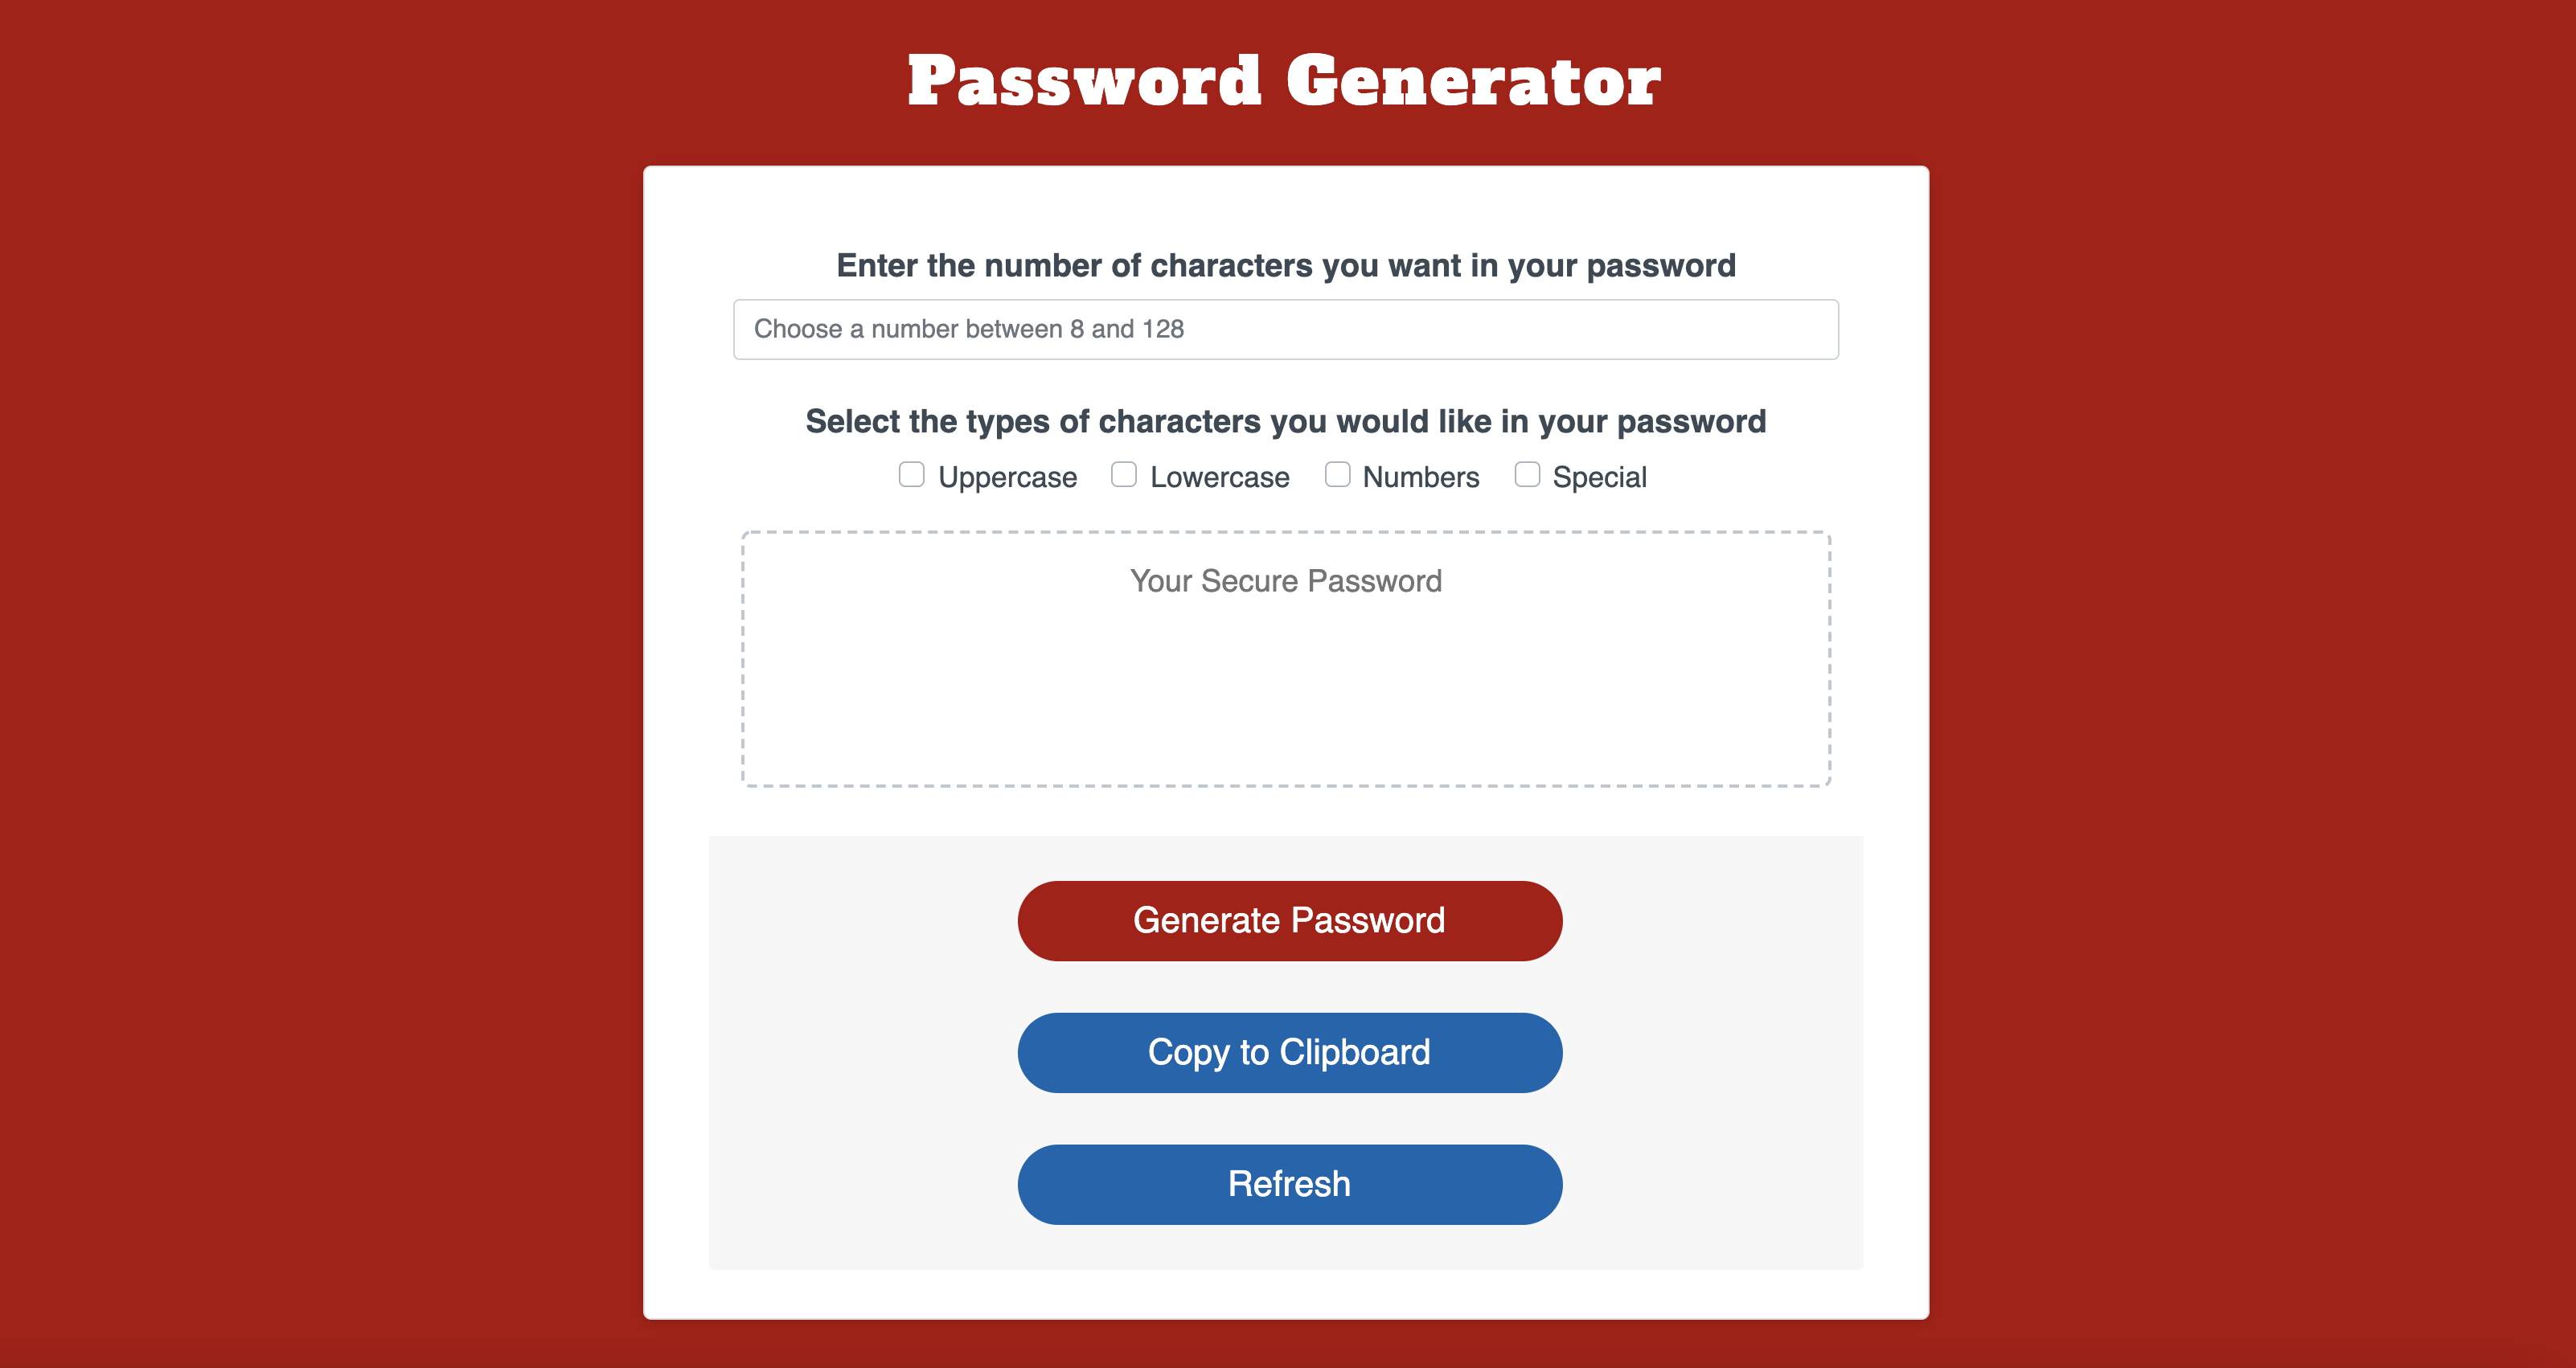 Password Generator
Enter the number of characters you want in your password
Choose a number between 8 and 128
Select the types of characters you would like in your password
Uppercase Lowercase Numbers Special
Your Secure Password
Generate Password
Copy to Clipboard
Refresh